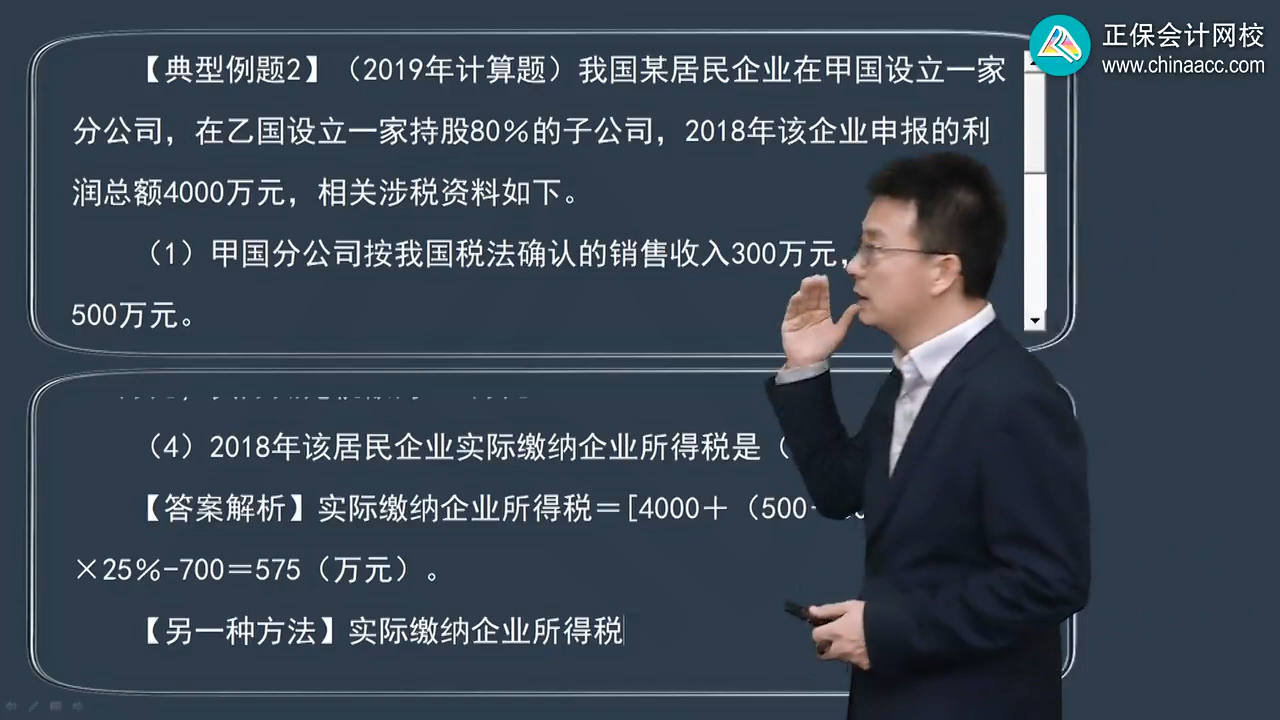 正保会计网校
www.chinaacc.com
【典型例题2】（2019年计算题）我国某居民企业在甲国设立一家
分公司，在乙国设立一家持股80％的子公司，2018年该企业申报的利
润总额4000万元，相关涉税资料如下。
（1）甲国分公司按我国税法确认的销售收入300万元，
500万元。
（4）2018年该居民企业实际缴纳企业所得税是（
【答案解析】实际缴纳企业所得税＝[4000＋（500
×25％-700＝575（万元）。
【另一种方法】实际缴纳企业所得税